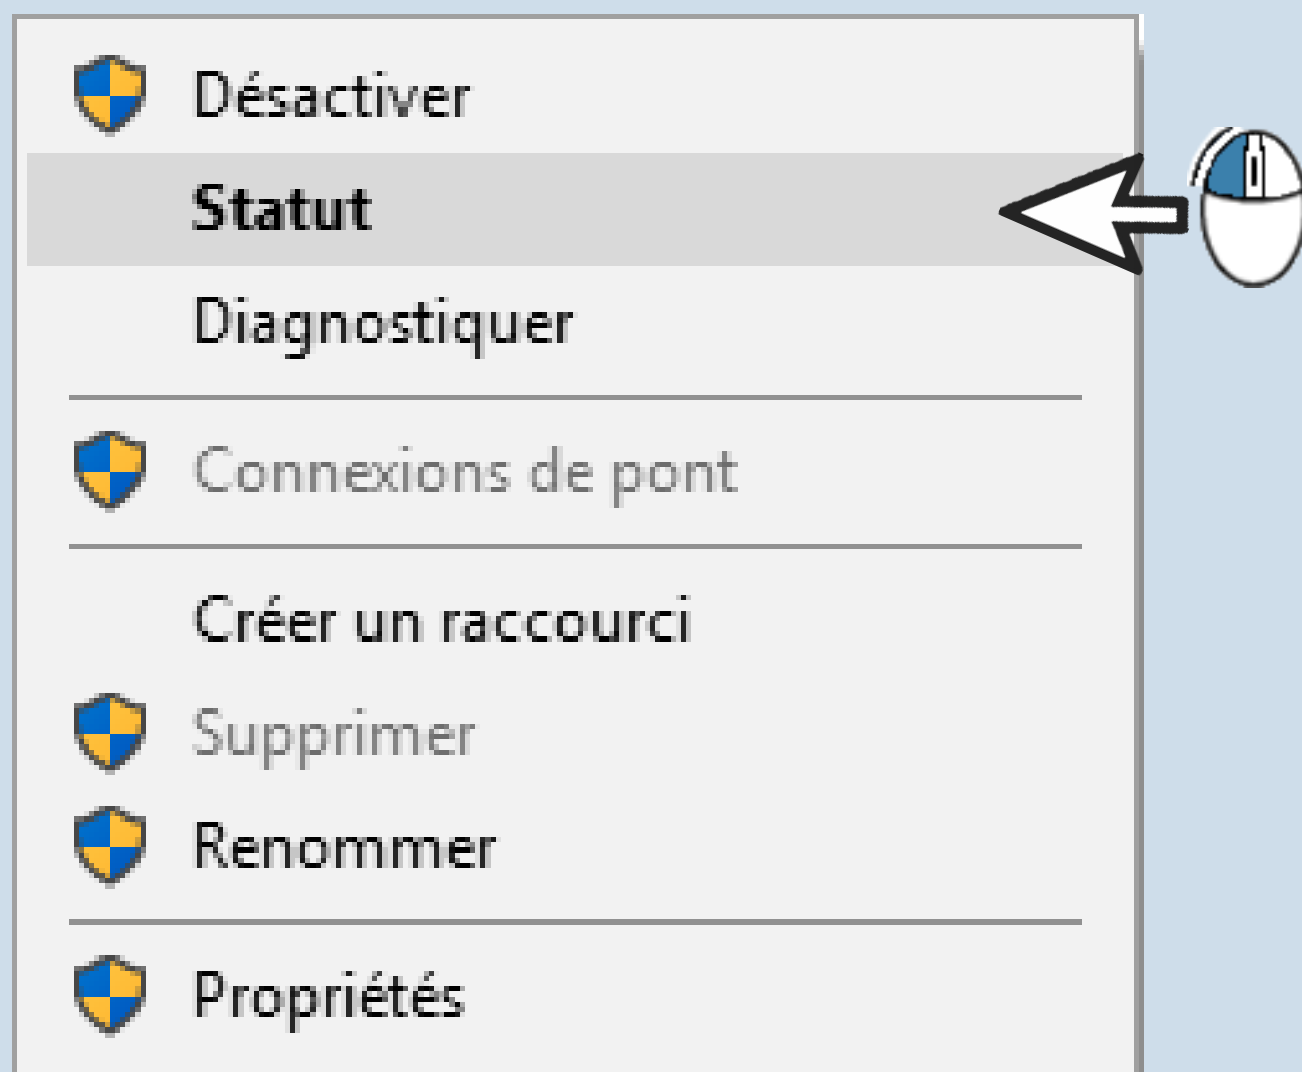 Désactiver
Statut
Diagnostiquer
Connexions de pont
Créer un raccourci
Supprimer
Renommer
Propriétés